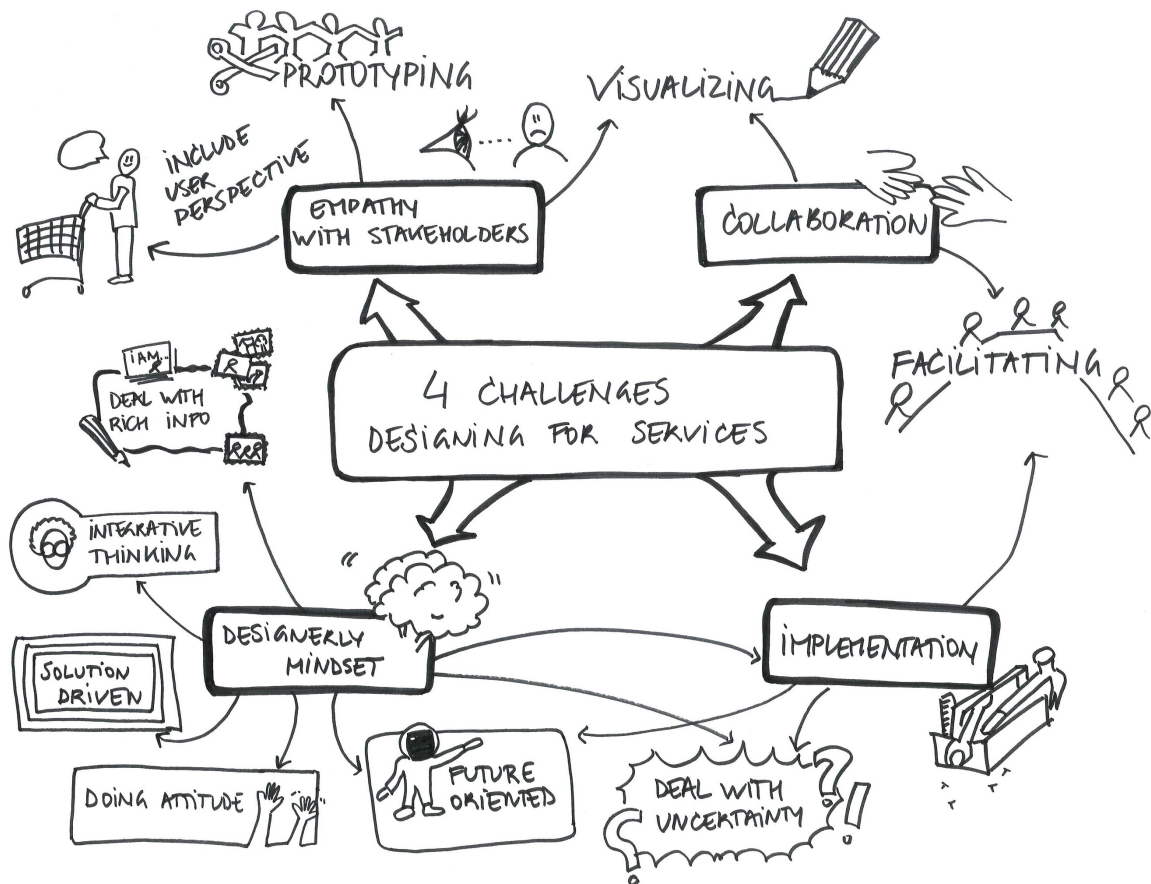 PROTOTYPING
VISUALIZING
INCLUDE
USER
PERSPECTIVE
EMPATHY
WITH STAKEHOLDERS
COLLABORATION
FACILITATING
I AM..
DEAL WITH
RICH INFO
4 CHALLENGES
DESIGNING FOR SERVICES
INTEGRATIVE
THINKING
DESIGNERLY
MINDSET
IMPLEMENTATION
SOLUTION
DRIVEN
DOING ATTITUDE
FUTURE
ORIENTED
DEAL WITH
UNCERTAINTY
??!